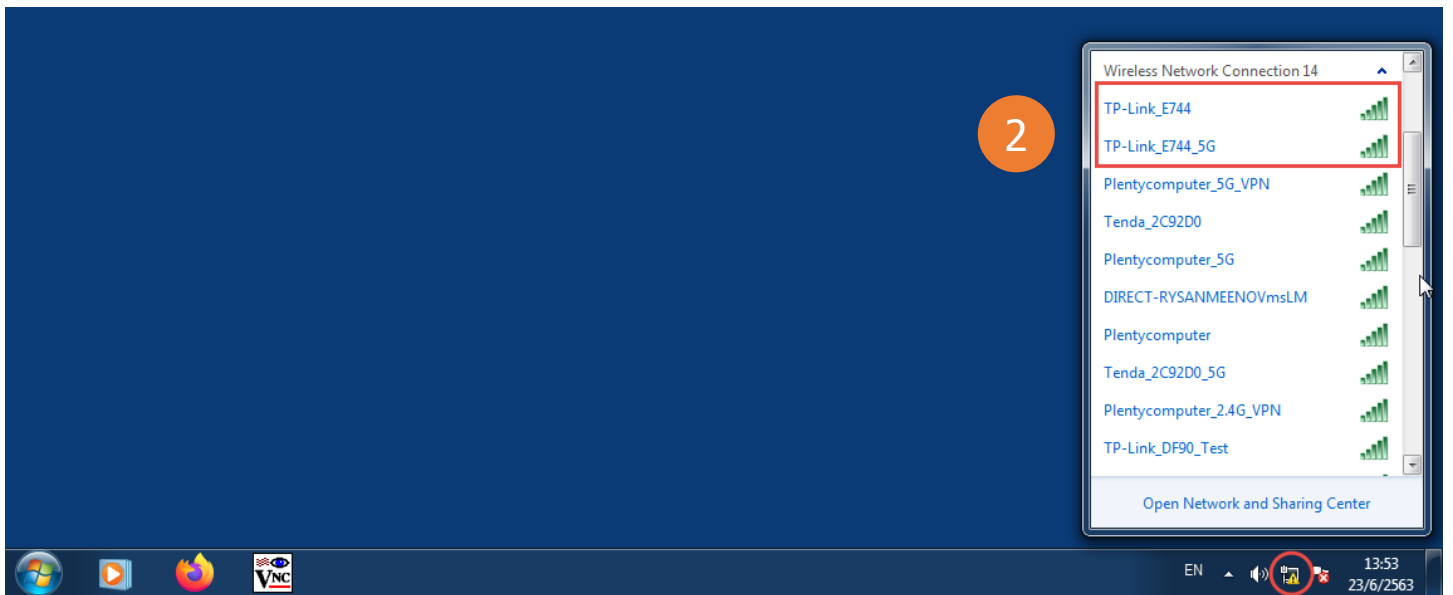 Wireless Network Connection 14
2
TP-Link_E744
TP-Link_E744_5G
Plentycomputer_5G_VPN
Tenda_2C92D0
Plentycomputer_5G
DIRECT-RYSANMEENOVmsLM
Plentycomputer
Tenda_2C92D0_5G
Plentycomputer_2.4G_VPN
TP-Link_DF90_Test
Open Network and Sharing Center
VNC
EN
13:53
23/6/2563